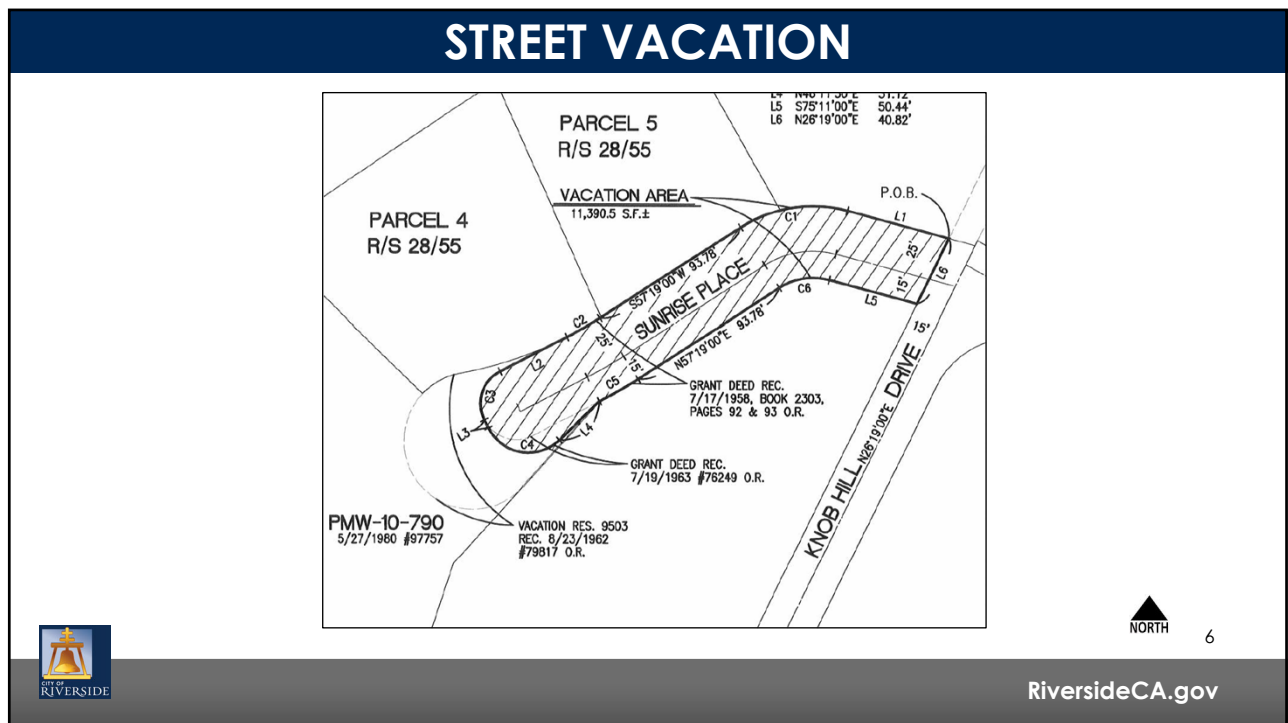 STREET VACATION
L5 S75°11'00"E 50.44'
L6 N26°19'00"E 40.82'
PARCEL 5
R/S 28/55
VACATION AREA
11,390.5 S.F.±
P.O.B.
PARCEL 4
R/S 28/55
C1
L1
25'
L6
15'
C6
L5
15'
S57°19'00"W 93.78'
SUNRISE PLACE
N57°19'00"E 93.78'
C2
25'
15'
L2
C5
C3
L3
C4
L4
GRANT DEED REC.
7/17/1958, BOOK 2303,
PAGES 92 & 93 O.R.
GRANT DEED REC.
7/19/1963 #76249 O.R.
KNOB HILL N26°19'00"E DRIVE
PMW-10-790
5/27/1980 #97757
VACATION RES. 9503
REC. 8/23/1962
#79817 O.R.
NORTH
6
CITY OF
RIVERSIDE
RiversideCA.gov